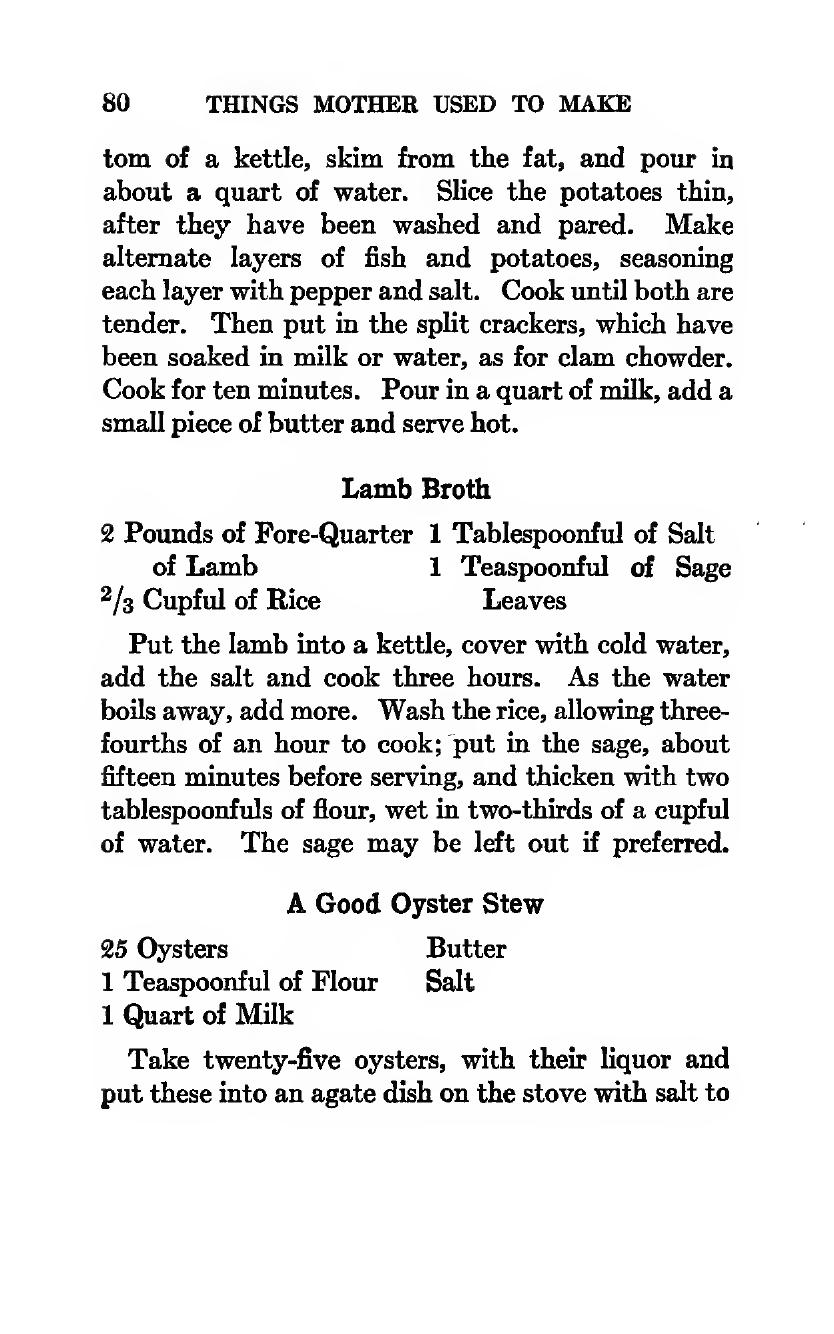 80 THINGS MOTHER USED TO MAKE
tom of a kettle, skim from the fat, and pour in
about a quart of water. Slice the potatoes thin,
after they have been washed and pared. Make
alternate layers of fish and potatoes, seasoning
each layer with pepper and salt. Cook until both are
tender. Then put in the split crackers, which have
been soaked in milk or water, as for clam chowder.
Cook for ten minutes. Pour in a quart of milk, add a
small piece of butter and serve hot.
Lamb Broth
2 Pounds of Fore-Quarter
of Lamb
2/3 Cupful of Rice
1 Tablespoonful of Salt
1 Teaspoonful of Sage
Leaves
Put the lamb into a kettle, cover with cold water,
add the salt and cook three hours. As the water
boils away, add more. Wash the rice, allowing three-
fourths of an hour to cook; put in the sage, about
fifteen minutes before serving, and thicken with two
tablespoonfuls of flour, wet in two-thirds of a cupful
of water. The sage may be left out if preferred.
A Good Oyster Stew
25 Oysters
1 Teaspoonful of Flour
1 Quart of Milk
Butter
Salt
Take twenty-five oysters, with their liquor and
put these into an agate dish on the stove with salt to